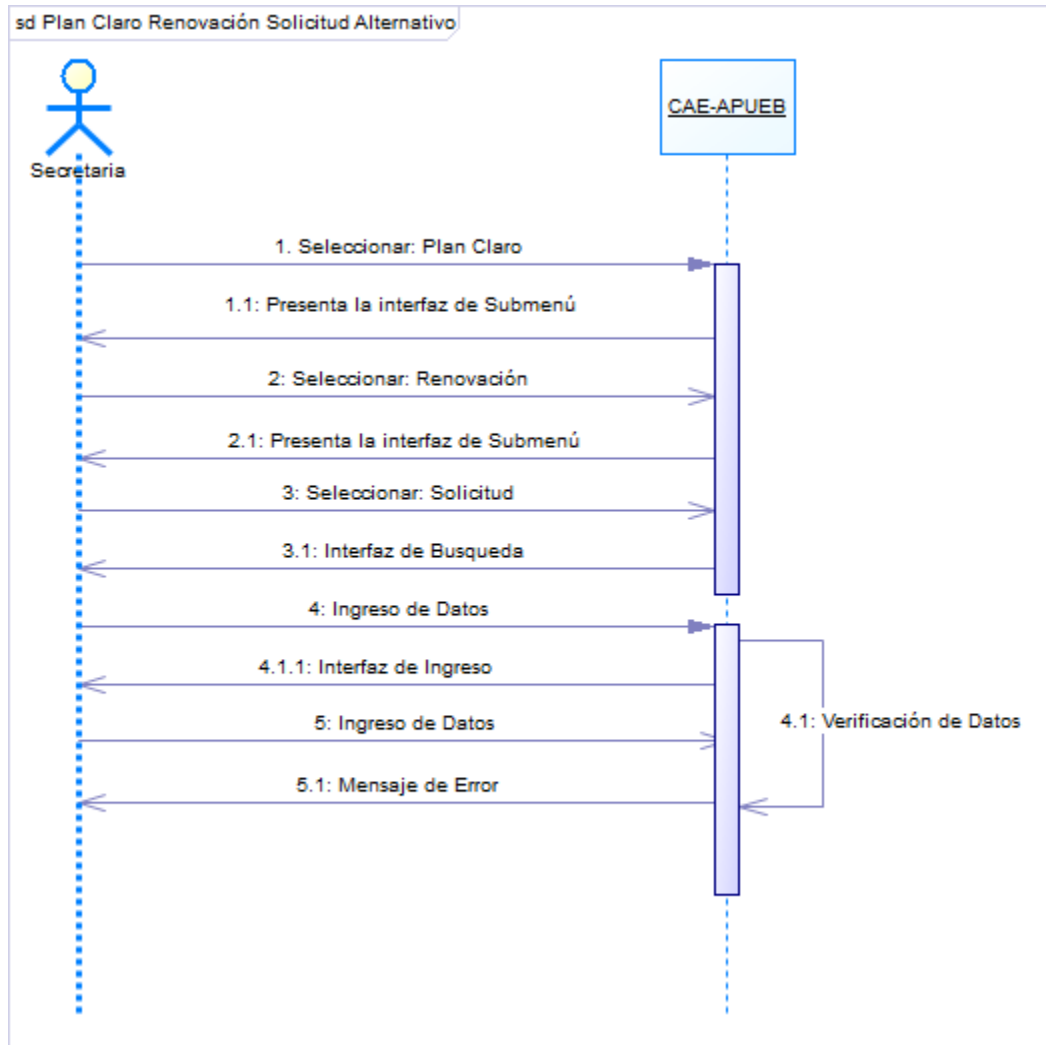 sd Plan Claro Renovación Solicitud Alternativo
CAE-APUEB
Secretaria
1. Seleccionar: Plan Claro
1.1: Presenta la interfaz de Submenú
2: Seleccionar: Renovación
2.1: Presenta la interfaz de Submenú
3: Seleccionar: Solicitud
3.1: Interfaz de Busqueda
4: Ingreso de Datos
4.1.1: Interfaz de Ingreso
4.1: Verificación de Datos
5: Ingreso de Datos
5.1: Mensaje de Error